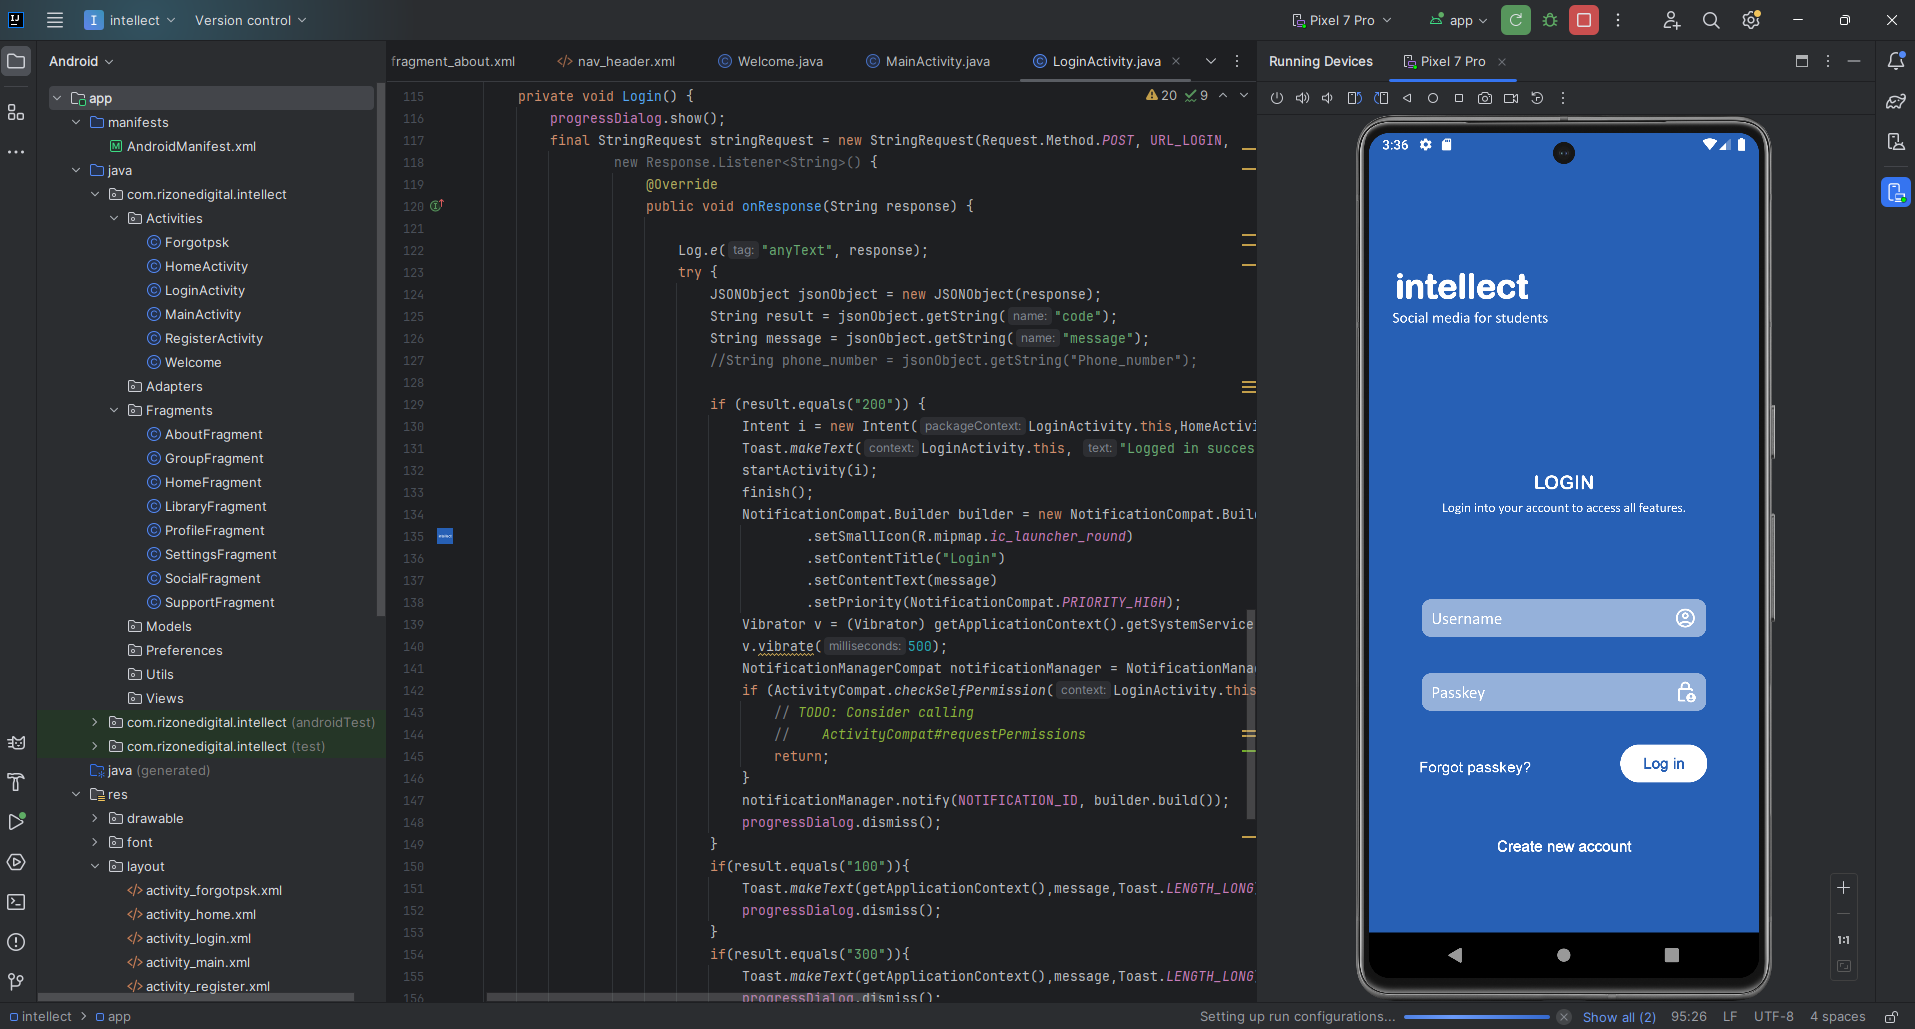 intellect
Version control
Pixel 7 Pro
app
Android
fragment_about.xml
nav_header.xml
Welcome.java
MainActivity.java
LoginActivity.java
Running Devices
Pixel 7 Pro
app
manifests
AndroidManifest.xml
java
com.rizonedigital.intellect
Activities
Forgotpsk
HomeActivity
LoginActivity
MainActivity
RegisterActivity
Welcome
Adapters
Fragments
AboutFragment
GroupFragment
HomeFragment
LibraryFragment
ProfileFragment
SettingsFragment
SocialFragment
SupportFragment
Models
Preferences
Utils
Views
com.rizonedigital.intellect (androidTest)
com.rizonedigital.intellect (test)
java (generated)
res
drawable
font
layout
activity_forgotpsk.xml
activity_home.xml
activity_login.xml
activity_main.xml
activity_register.xml
20 9
115 private void Login() {
116 progressDialog.show();
117 final StringRequest stringRequest = new StringRequest(Request.Method.POST, URL_LOGIN,
118 new Response.Listener<String>() {
119 @Override
120 public void onResponse(String response) {
121
122 Log.e( tag: "anyText", response);
123 try {
124 JSONObject jsonObject = new JSONObject(response);
125 String result = jsonObject.getString( name: "code");
126 String message = jsonObject.getString( name: "message");
127 //String phone_number = jsonObject.getString("Phone_number");
128
129 if (result.equals("200")) {
130 Intent i = new Intent( packageContext: LoginActivity.this,HomeActivi
131 Toast.makeText( context: LoginActivity.this, text: "Logged in succes
132 startActivity(i);
133 finish();
134 NotificationCompat.Builder builder = new NotificationCompat.Buil
135 .setSmallIcon(R.mipmap.ic_launcher_round)
136 .setContentTitle("Login")
137 .setContentText(message)
138 .setPriority(NotificationCompat.PRIORITY_HIGH);
139 Vibrator v = (Vibrator) getApplicationContext().getSystemService
140 v.vibrate( milliseconds: 500);
141 NotificationManagerCompat notificationManager = NotificationMana
142 if (ActivityCompat.checkSelfPermission( context: LoginActivity.this
143 // TODO: Consider calling
144 //    ActivityCompat#requestPermissions
145 return;
146 }
147 notificationManager.notify(NOTIFICATION_ID, builder.build());
148 progressDialog.dismiss();
149 }
150 if(result.equals("100")){
151 Toast.makeText(getApplicationContext(),message,Toast.LENGTH_LONG)
152 progressDialog.dismiss();
153 }
154 if(result.equals("300")){
155 Toast.makeText(getApplicationContext(),message,Toast.LENGTH_LONG)
156 progressDialog.dismiss();
3:36
intellect
Social media for students
LOGIN
Login into your account to access all features.
Username
Passkey
Forgot passkey?
Log in
Create new account
1:1
intellect > app
Setting up run configurations...
Show all (2)
95:26
LF
UTF-8
4 spaces